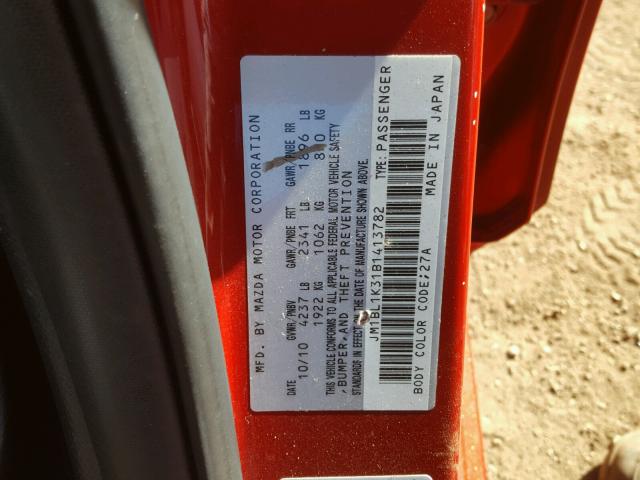 MFD. BY MAZDA MOTOR CORPORATION
DATE GVWR/PNBV GAWR/PNBE FRT GAWR/PNBE RR
10/10 4237 LB 2341 LB 1896 LB
1922 KG 1062 KG KG
THIS VEHICLE CONFORMS TO ALL APPLICABLE FEDERAL MOTOR VEHICLE SAFETY
, BUMPER, AND THEFT PREVENTION
STANDARDS IN EFFECT ON THE DATE OF MANUFACTURE SHOWN ABOVE.
JM1BL1K31B1413782 TYPE: PASSENGER
BODY COLOR CODE;27A MADE IN JAPAN